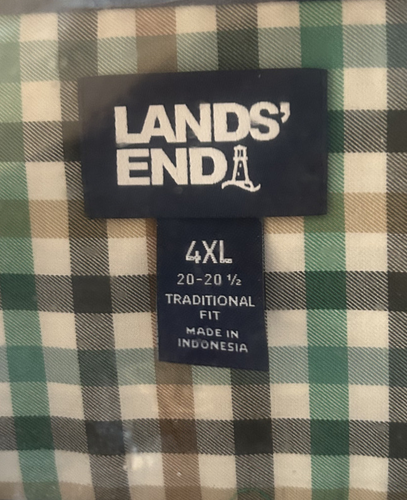 LANDS'
END
4XL
20-20 ½
TRADITIONAL
FIT
MADE IN
INDONESIA